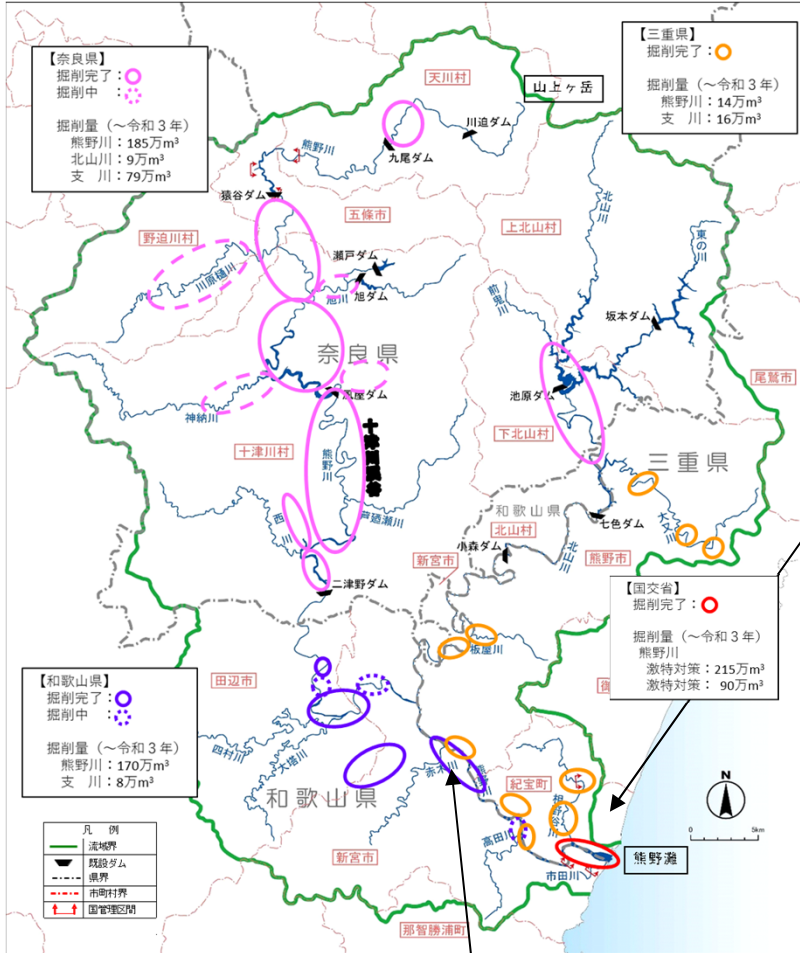 【奈良県】
掘削完了：
掘削中：
掘削量（～令和３年）
熊野川：185万m³
北山川：9万m³
支　川：79万m³
【三重県】
掘削完了：
掘削量（～令和３年）
熊野川：14万m³
支　川：16万m³
天川村
山上ヶ岳
川迫ダム
熊野川
九尾ダム
猿谷ダム
北山川
五條市
上北山村
野迫川村
東の川
瀬戸ダム
川原樋川
旭川
旭ダム
前鬼川
坂本ダム
奈良県
風屋ダム
池原ダム
尾鷲市
神納川
下北山村
十津川村
熊野川
三重県
和歌山県
七色ダム
大又川
西川
芦廼瀬川
北山村
小森ダム
北山川
新宮市
熊野市
二津野ダム
【国交省】
掘削完了：
掘削量（～令和３年）
熊野川
激特対策：215万m³
激特対策： 90万m³
板屋川
【和歌山県】
掘削完了：
掘削中：
掘削量（～令和３年）
熊野川：170万m³
支　川：8万m³
田辺市
四村川
大塔川
赤木川
紀宝町
相野谷川
和歌山県
高田川
N
0
5km
凡　例
流域界
既設ダム
県界
市町村界
国管理区間
新宮市
市田川
熊野灘
那智勝浦町